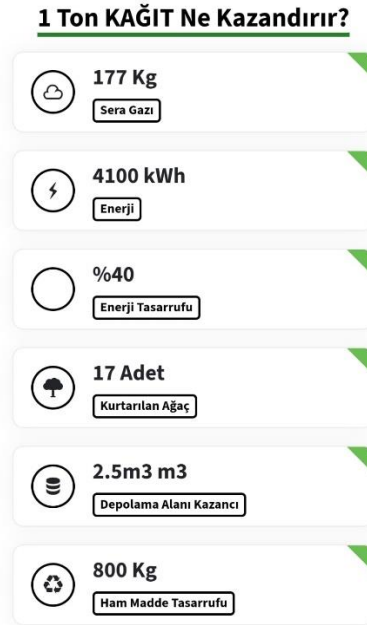 1 Ton KAĞIT Ne Kazandırır?
177 Kg
Sera Gazı
4100 kWh
Enerji
%40
Enerji Tasarrufu
17 Adet
Kurtarılan Ağaç
2.5m3 m3
Depolama Alanı Kazancı
800 Kg
Ham Madde Tasarrufu